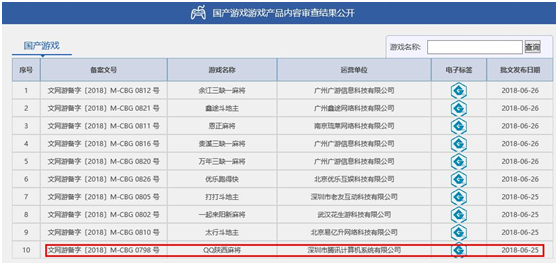 国产游戏游戏产品内容审查结果公开
国产游戏
游戏名称: 查询
序号 备案文号 游戏名称 运营单位 电子标签 批文发布日期
1 文网游备字〔2018〕M-CBG 0812 号 余江三缺一麻将 广州广游信息科技有限公司 2018-06-26
2 文网游备字〔2018〕M-CBG 0821 号 鑫途斗地主 广州鑫途网络科技有限公司 2018-06-26
3 文网游备字〔2018〕M-CBG 0811 号 恩正麻将 南京琉莱网络科技有限公司 2018-06-26
4 文网游备字〔2018〕M-CBG 0816 号 贵溪三缺一麻将 广州广游信息科技有限公司 2018-06-26
5 文网游备字〔2018〕M-CBG 0820 号 万年三缺一麻将 广州广游信息科技有限公司 2018-06-26
6 文网游备字〔2018〕M-CBG 0826 号 优乐跑得快 北京优乐互娱科技有限公司 2018-06-26
7 文网游备字〔2018〕M-CBG 0805 号 打打斗地主 深圳市老友互动科技有限公司 2018-06-25
8 文网游备字〔2018〕M-CBG 0802 号 一起来阳新麻将 武汉花生游科技有限公司 2018-06-25
9 文网游备字〔2018〕M-CBG 0810 号 太行斗地主 北京易亿升网络科技有限公司 2018-06-25
10 文网游备字〔2018〕M-CBG 0798 号 QQ陕西麻将 深圳市腾讯计算机系统有限公司 2018-06-25